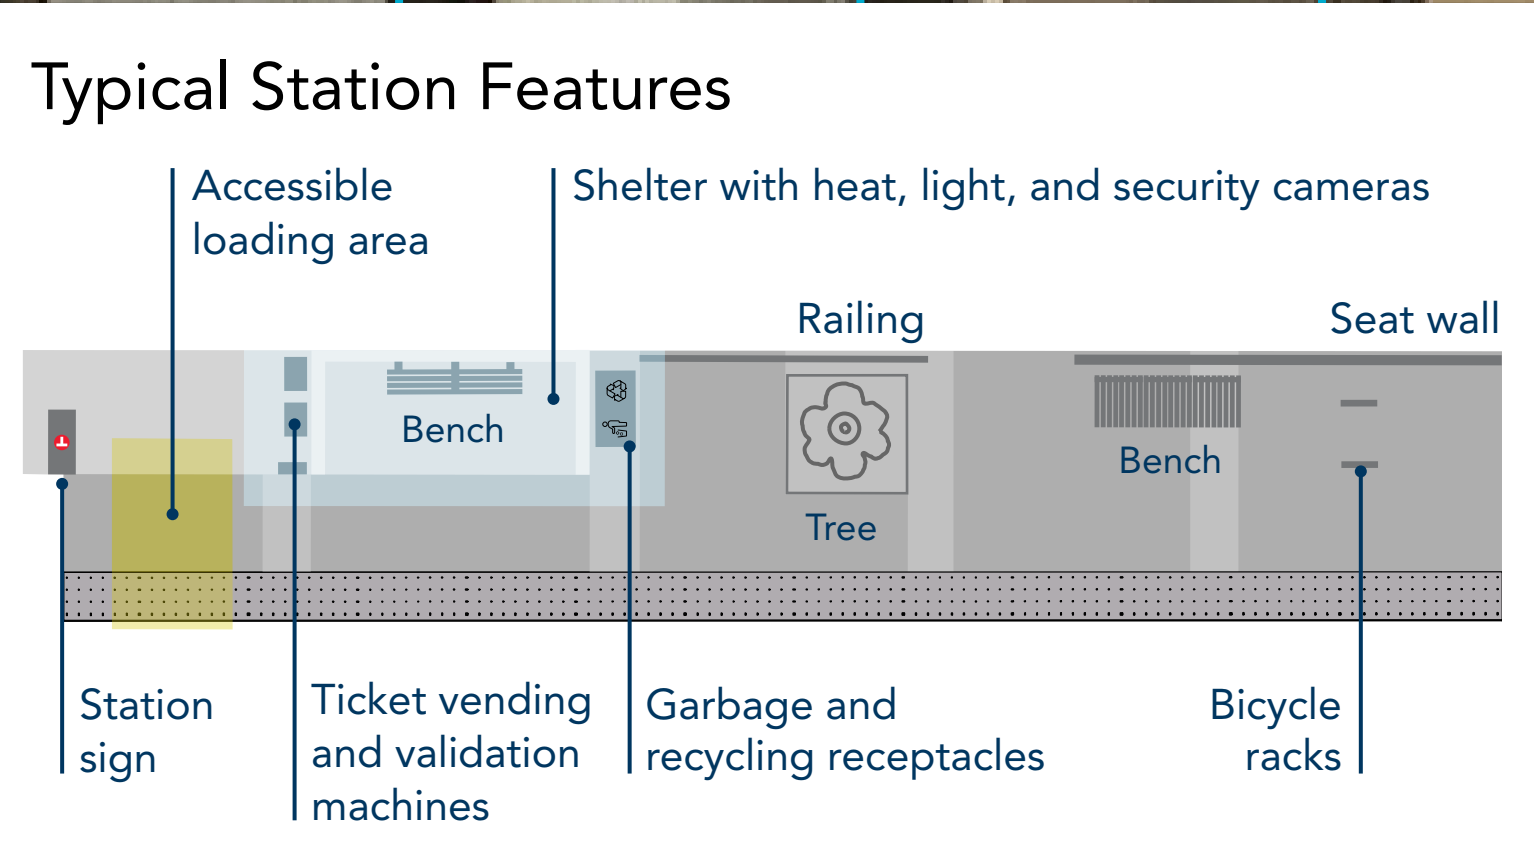 Typical Station Features
Accessible
loading area
Shelter with heat, light, and security cameras
Railing
Seat wall
Bench
Bench
Tree
Station
sign
Ticket vending
and validation
machines
Garbage and
recycling receptacles
Bicycle
racks